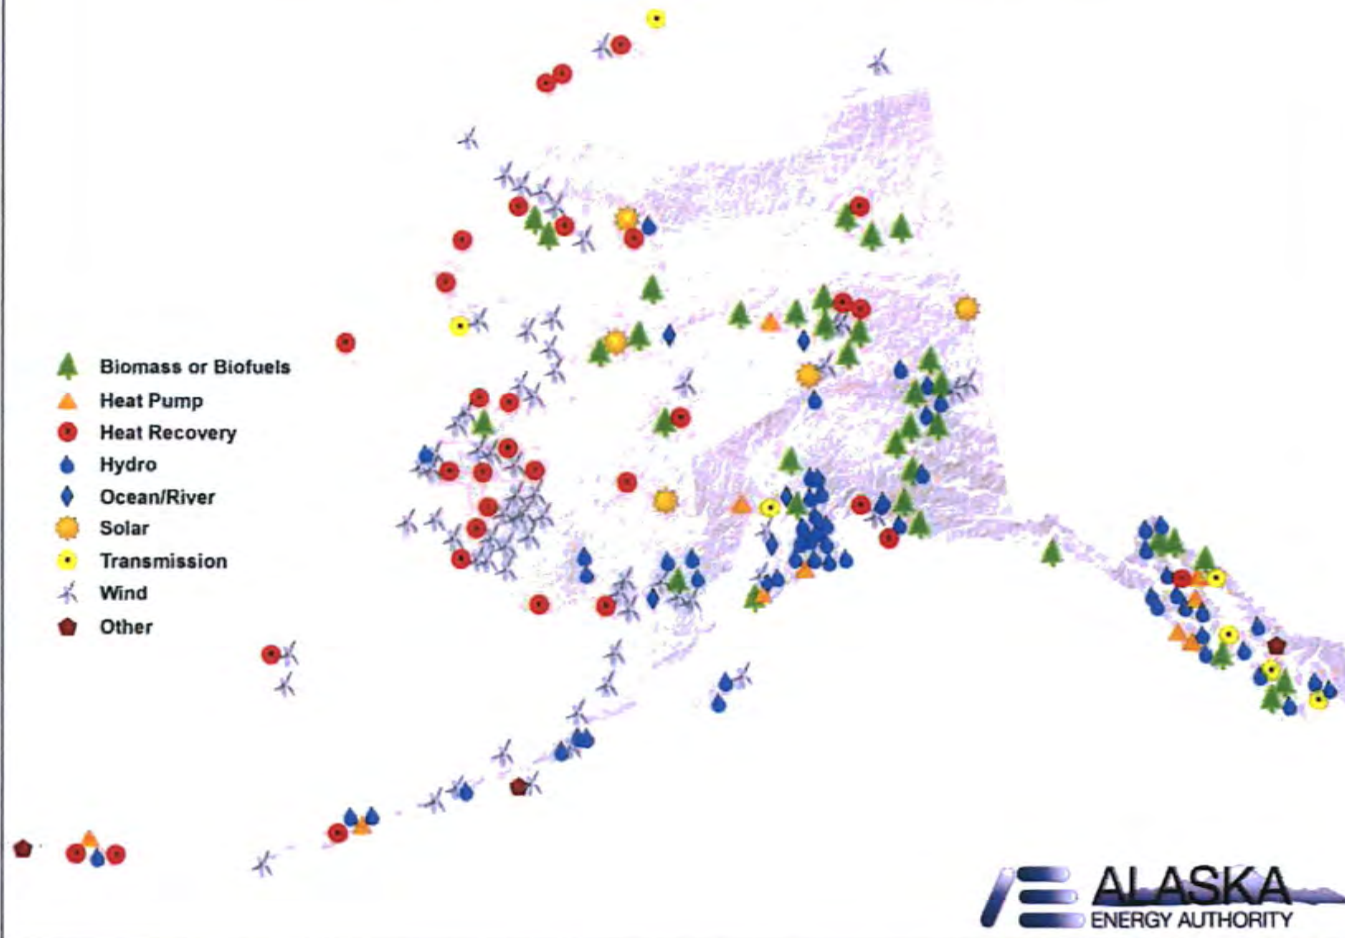 Biomass or Biofuels
Heat Pump
Heat Recovery
Hydro
Ocean/River
Solar
Transmission
Wind
Other
ALASKA
ENERGY AUTHORITY